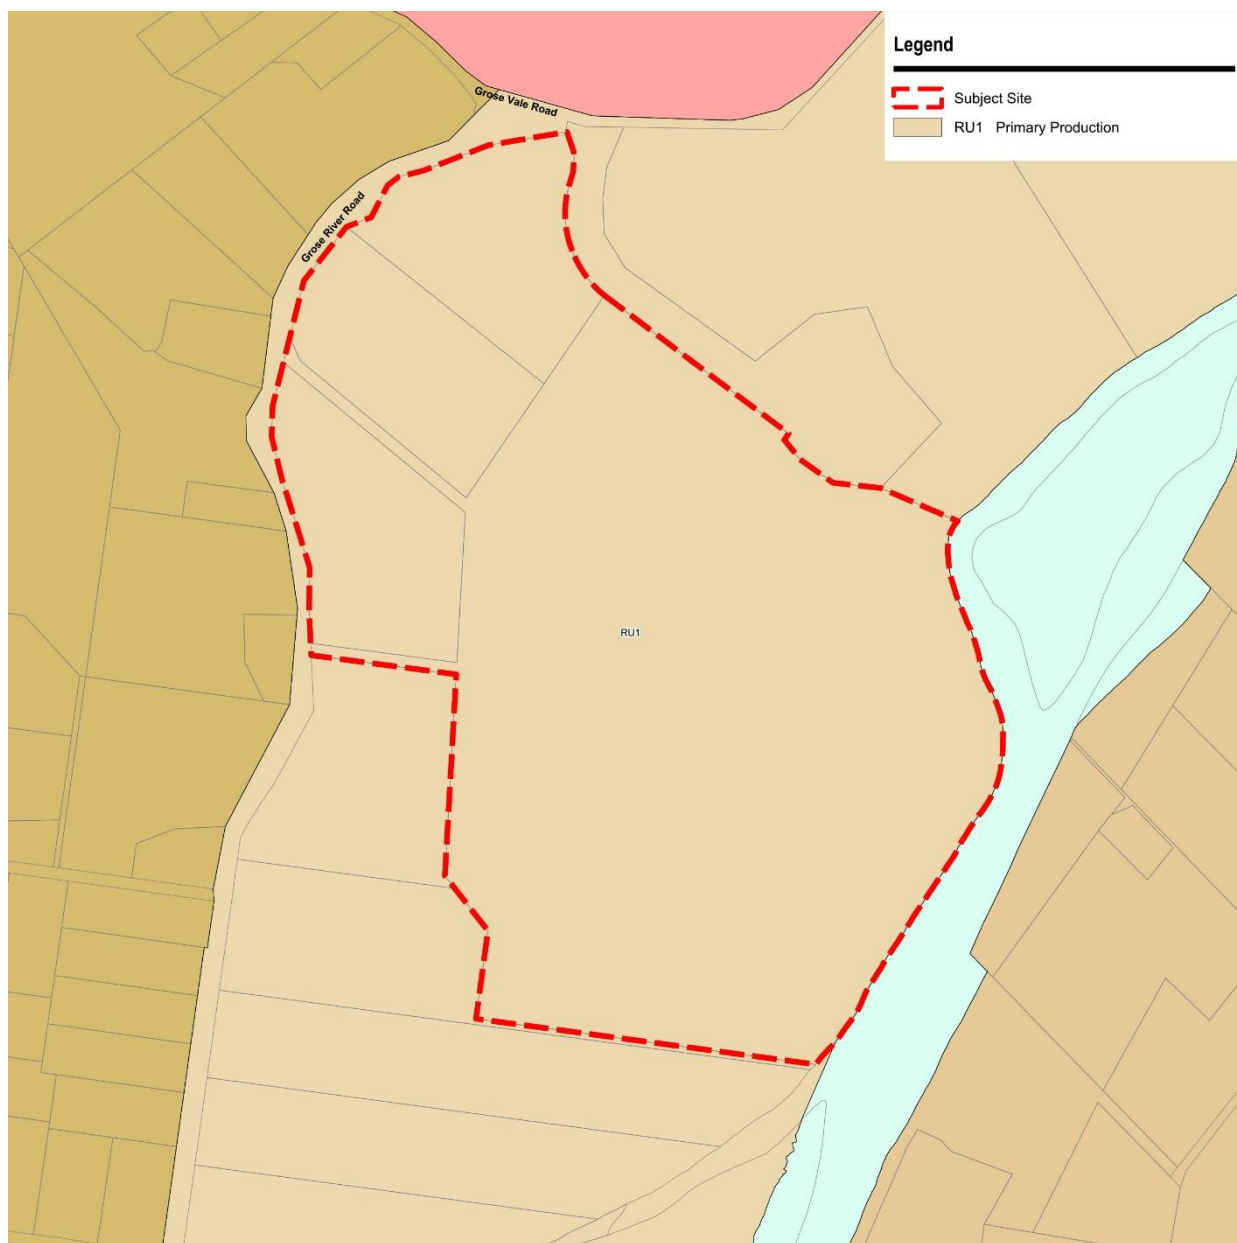 Legend
Subject Site
RU1 Primary Production
Grose Vale Road
Grose River Road
RU1